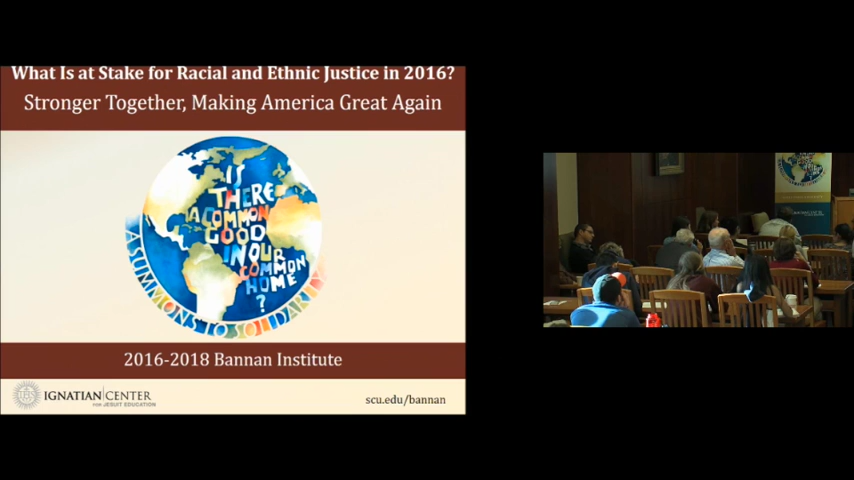 What Is at Stake for Racial and Ethnic Justice in 2016?
Stronger Together, Making America Great Again
IS
THERE
A COMMON
GOOD
IN OUR
COMMON
HOME
?
A SUMMONS TO SOLIDARITY
2016-2018 Bannan Institute
IGNATIAN CENTER
FOR JESUIT EDUCATION
scu.edu/bannan